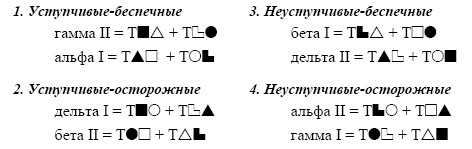 1. Уступчивые-беспечные
гамма II = Т■△ + Т◺●
альфа I = Т▲□ + Т○▙
2. Уступчивые-осторожные
дельта I = Т■○ + Т◺▲
бета II = Т●□ + Т△▙
3. Неуступчивые-беспечные
бета I = Т▙△ + Т□●
дельта II = Т▲◺ + Т○■
4. Неуступчивые-осторожные
альфа II = Т▙○ + Т□▲
гамма I = Т●◺ + Т△■